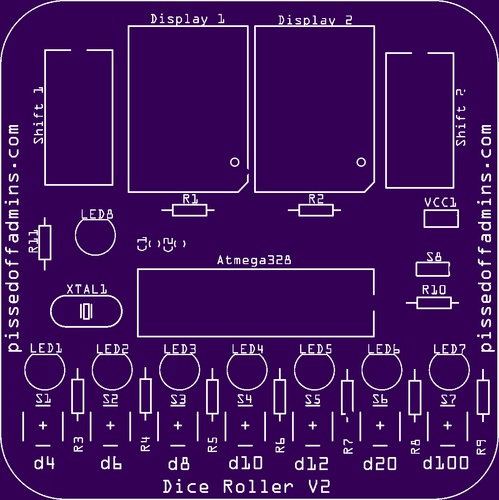 Display 1
Display 2
Shift 1
Shift 2
pissedoffadmins.com
pissedoffadmins.com
R1
R2
VCC1
LED8
R11
C1
C2
Atmega328
S8
XTAL1
R10
LED1
LED2
LED3
LED4
LED5
LED6
LED7
S1
S2
S3
S4
S5
S6
S7
R3
R4
R5
R6
R7
R8
R9
d4
d6
d8
d10
d12
d20
d100
Dice Roller V2